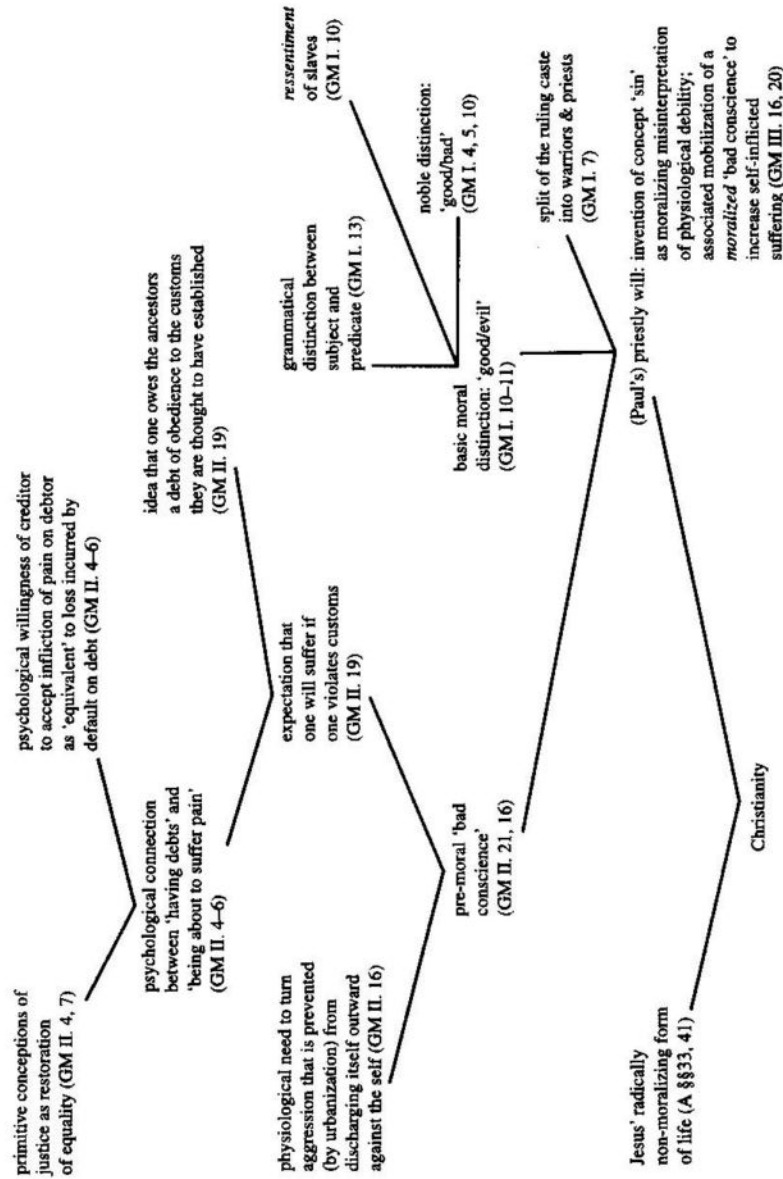 primitive conceptions of
justice as restoration
of equality (GM II. 4, 7)
psychological willingness of creditor
to accept infliction of pain on debtor
as ‘equivalent’ to loss incurred by
default on debt (GM II. 4–6)
psychological connection
between ‘having debts’ and
‘being about to suffer pain’
(GM II. 4–6)
idea that one owes the ancestors
a debt of obedience to the customs
they are thought to have established
(GM II. 19)
physiological need to turn
aggression that is prevented
(by urbanization) from
discharging itself outward
against the self (GM II. 16)
expectation that
one will suffer if
one violates customs
(GM II. 19)
grammatical
distinction between
subject and
predicate (GM I. 13)
ressentiment
of slaves
(GM I. 10)
noble distinction:
‘good/bad’
(GM I. 4, 5, 10)
pre-moral ‘bad
conscience’
(GM II. 21, 16)
basic moral
distinction: ‘good/evil’
(GM I. 10–11)
split of the ruling caste
into warriors & priests
(GM I. 7)
Jesus’ radically
non-moralizing form
of life (A §§33, 41)
(Paul’s) priestly will: invention of concept ‘sin’
as moralizing misinterpretation
of physiological debility;
associated mobilization of a
moralized ‘bad conscience’ to
increase self-inflicted
suffering (GM III. 16, 20)
Christianity